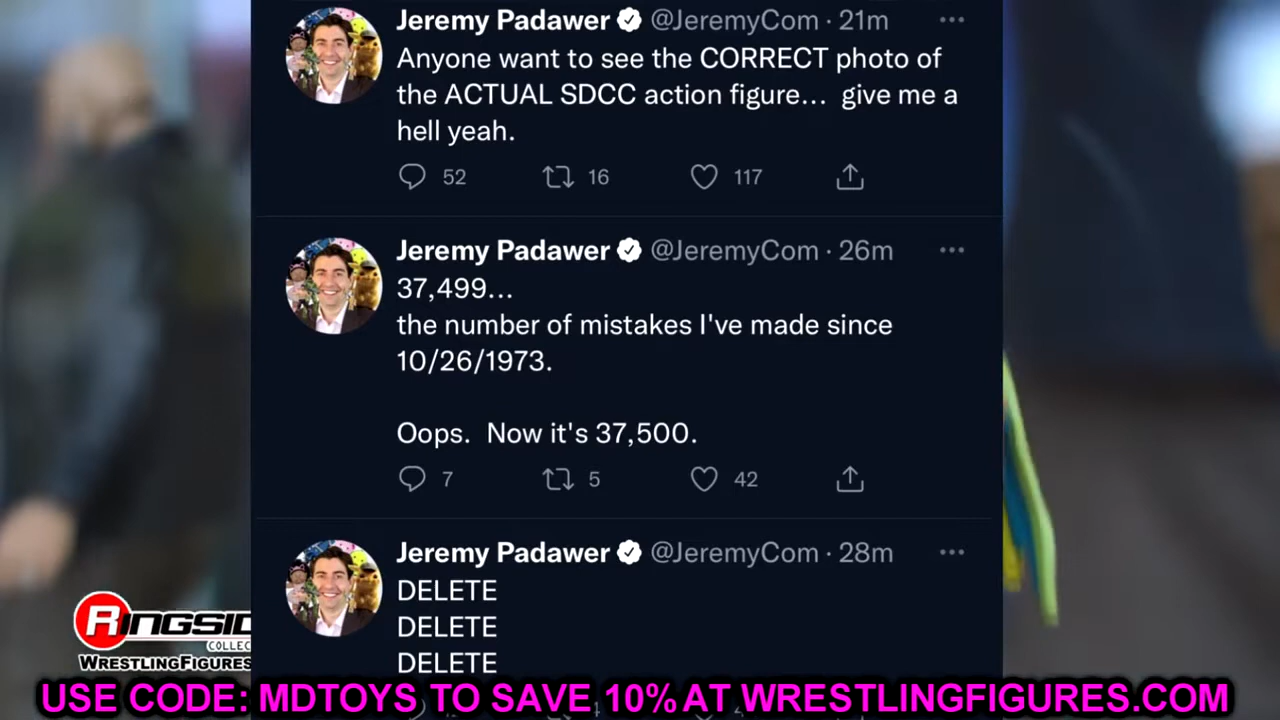 Jeremy Padawer @JeremyCom · 21m
Anyone want to see the CORRECT photo of
the ACTUAL SDCC action figure... give me a
hell yeah.
52 16 117
Jeremy Padawer @JeremyCom · 26m
37,499...
the number of mistakes I've made since
10/26/1973.
Oops. Now it's 37,500.
7 5 42
Jeremy Padawer @JeremyCom · 28m
DELETE
DELETE
DELETE
WRESTLINGFIGURES
USE CODE: MDTOYS TO SAVE 10% AT WRESTLINGFIGURES.COM